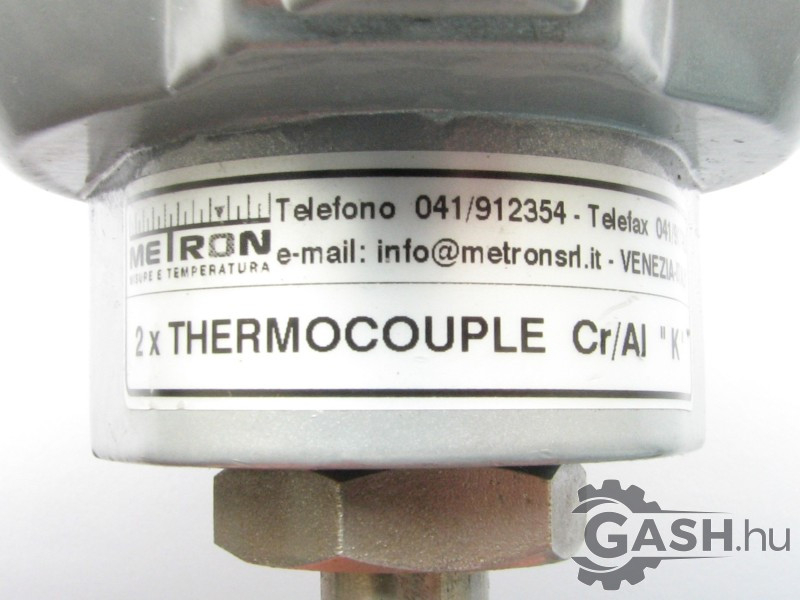 METRON
MISURE E TEMPERATURA
Telefono 041/912354 - Telefax
e-mail: info@metronsrl.it - VENEZIA-
2 x THERMOCOUPLE Cr/Al "K"
GASH.hu